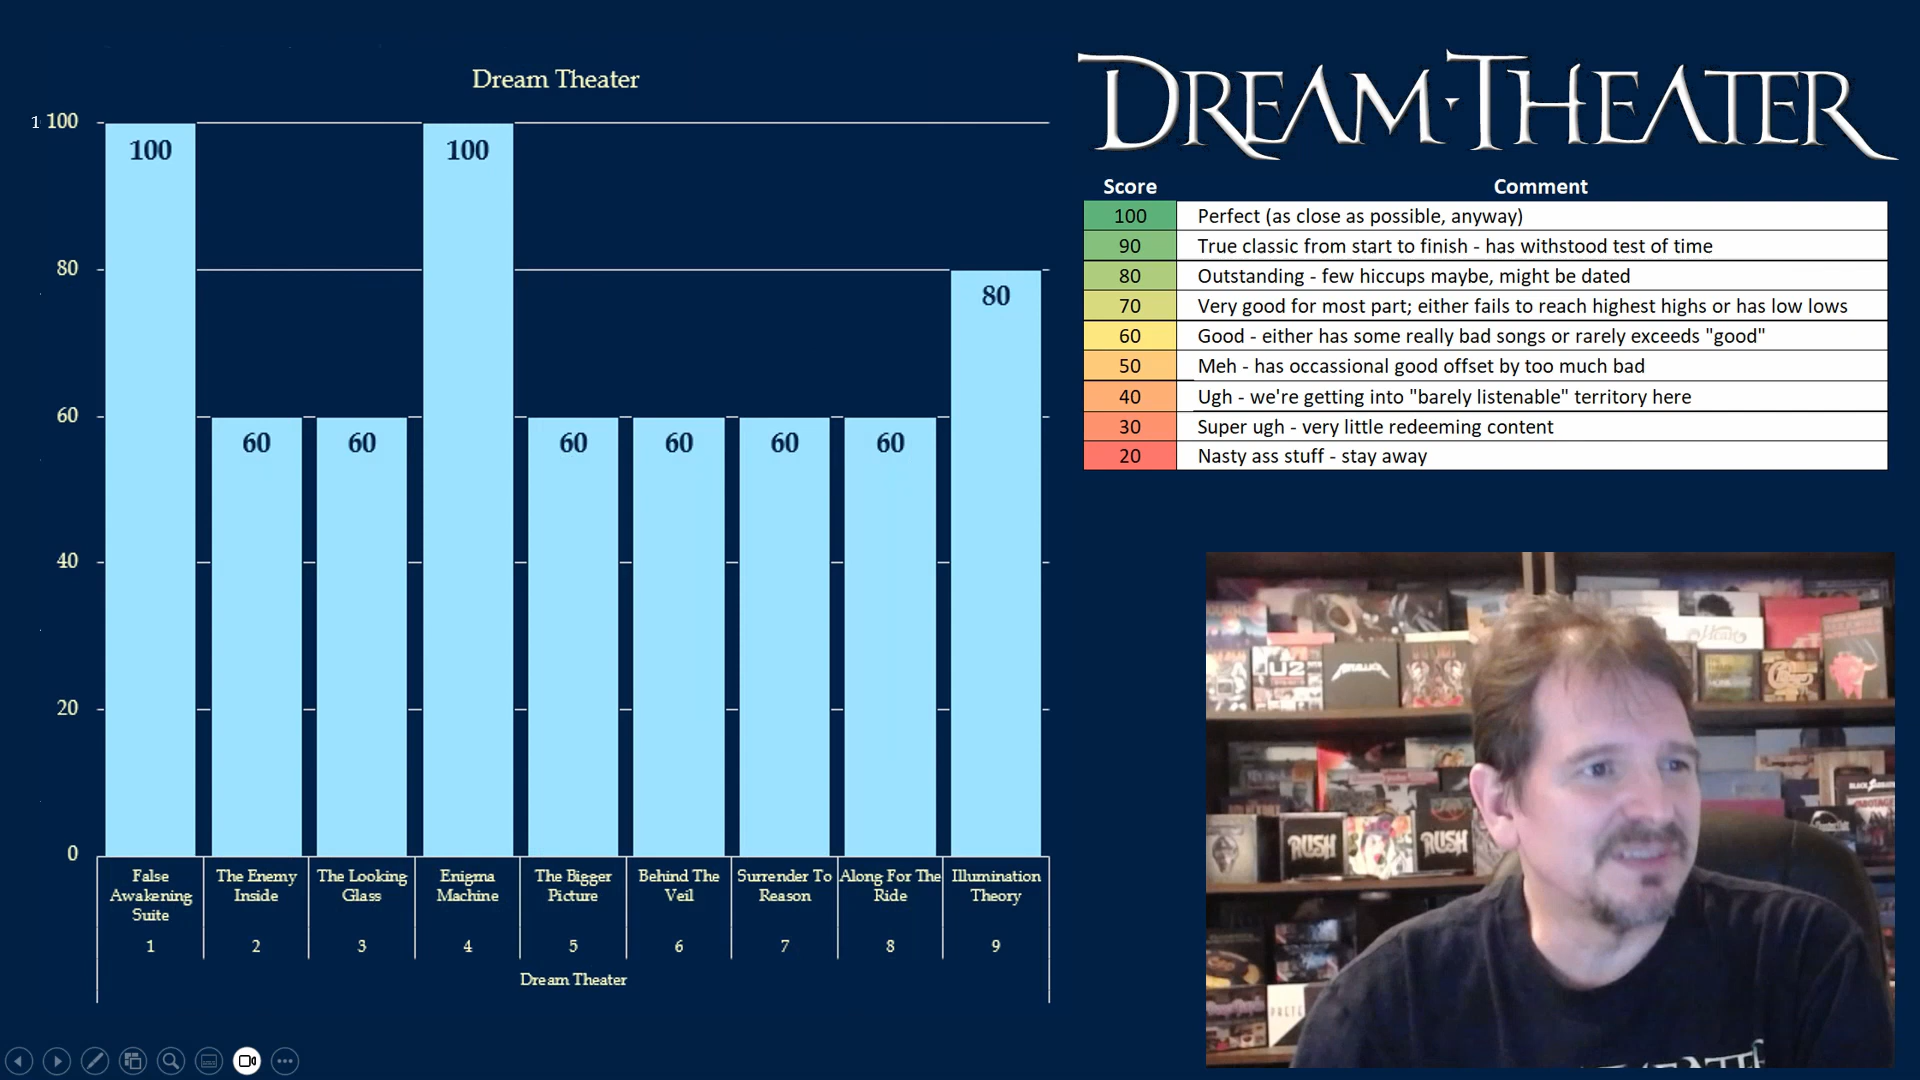 Dream Theater
1 100
80
60
40
20
0
100
60
60
100
60
60
60
60
80
False Awakening Suite
The Enemy Inside
The Looking Glass
Enigma Machine
The Bigger Picture
Behind The Veil
Surrender To Reason
Along For The Ride
Illumination Theory
1 2 3 4 5 6 7 8 9
Dream Theater
DREAM THEATER
Score Comment
100 Perfect (as close as possible, anyway)
90 True classic from start to finish - has withstood test of time
80 Outstanding - few hiccups maybe, might be dated
70 Very good for most part; either fails to reach highest highs or has low lows
60 Good - either has some really bad songs or rarely exceeds "good"
50 Meh - has occassional good offset by too much bad
40 Ugh - we're getting into "barely listenable" territory here
30 Super ugh - very little redeeming content
20 Nasty ass stuff - stay away
Heart
U2
METALLICA
Chicago
BLACK SABBATH
RUSH
RUSH